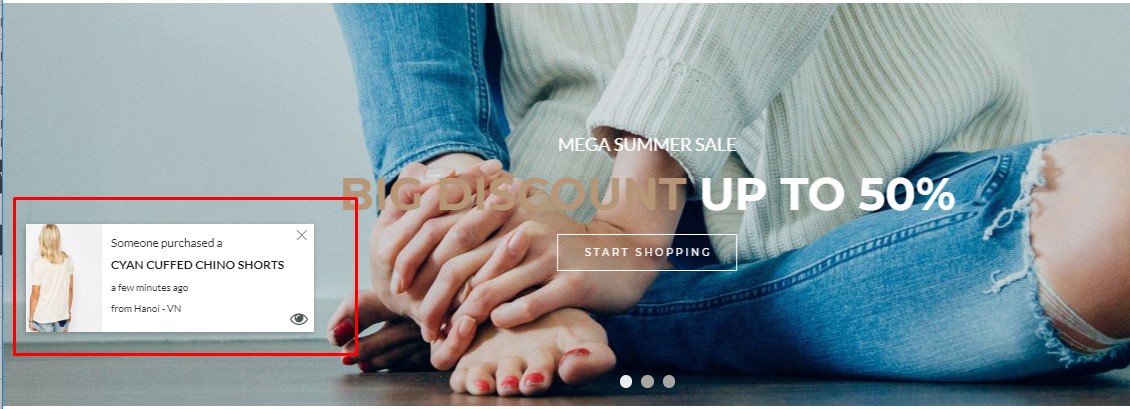 MEGA SUMMER SALE
BIG DISCOUNT UP TO 50%
START SHOPPING
Someone purchased a
CYAN CUFFED CHINO SHORTS
a few minutes ago
from Hanoi - VN